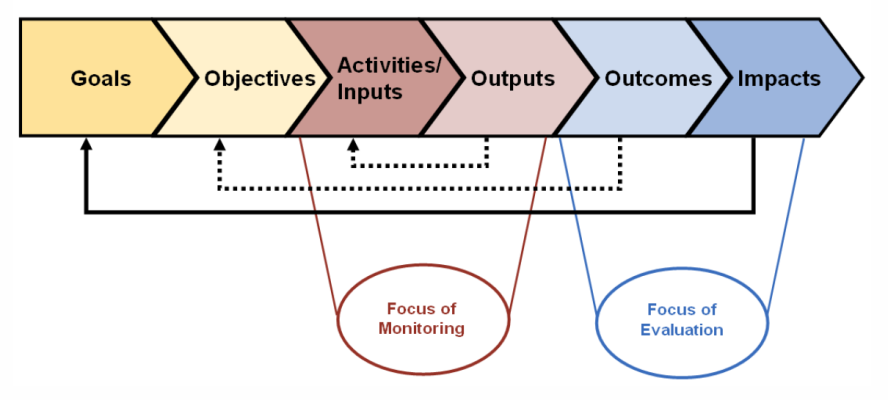 Goals
Objectives
Activities/
Inputs
Outputs
Outcomes
Impacts
Focus of
Monitoring
Focus of
Evaluation